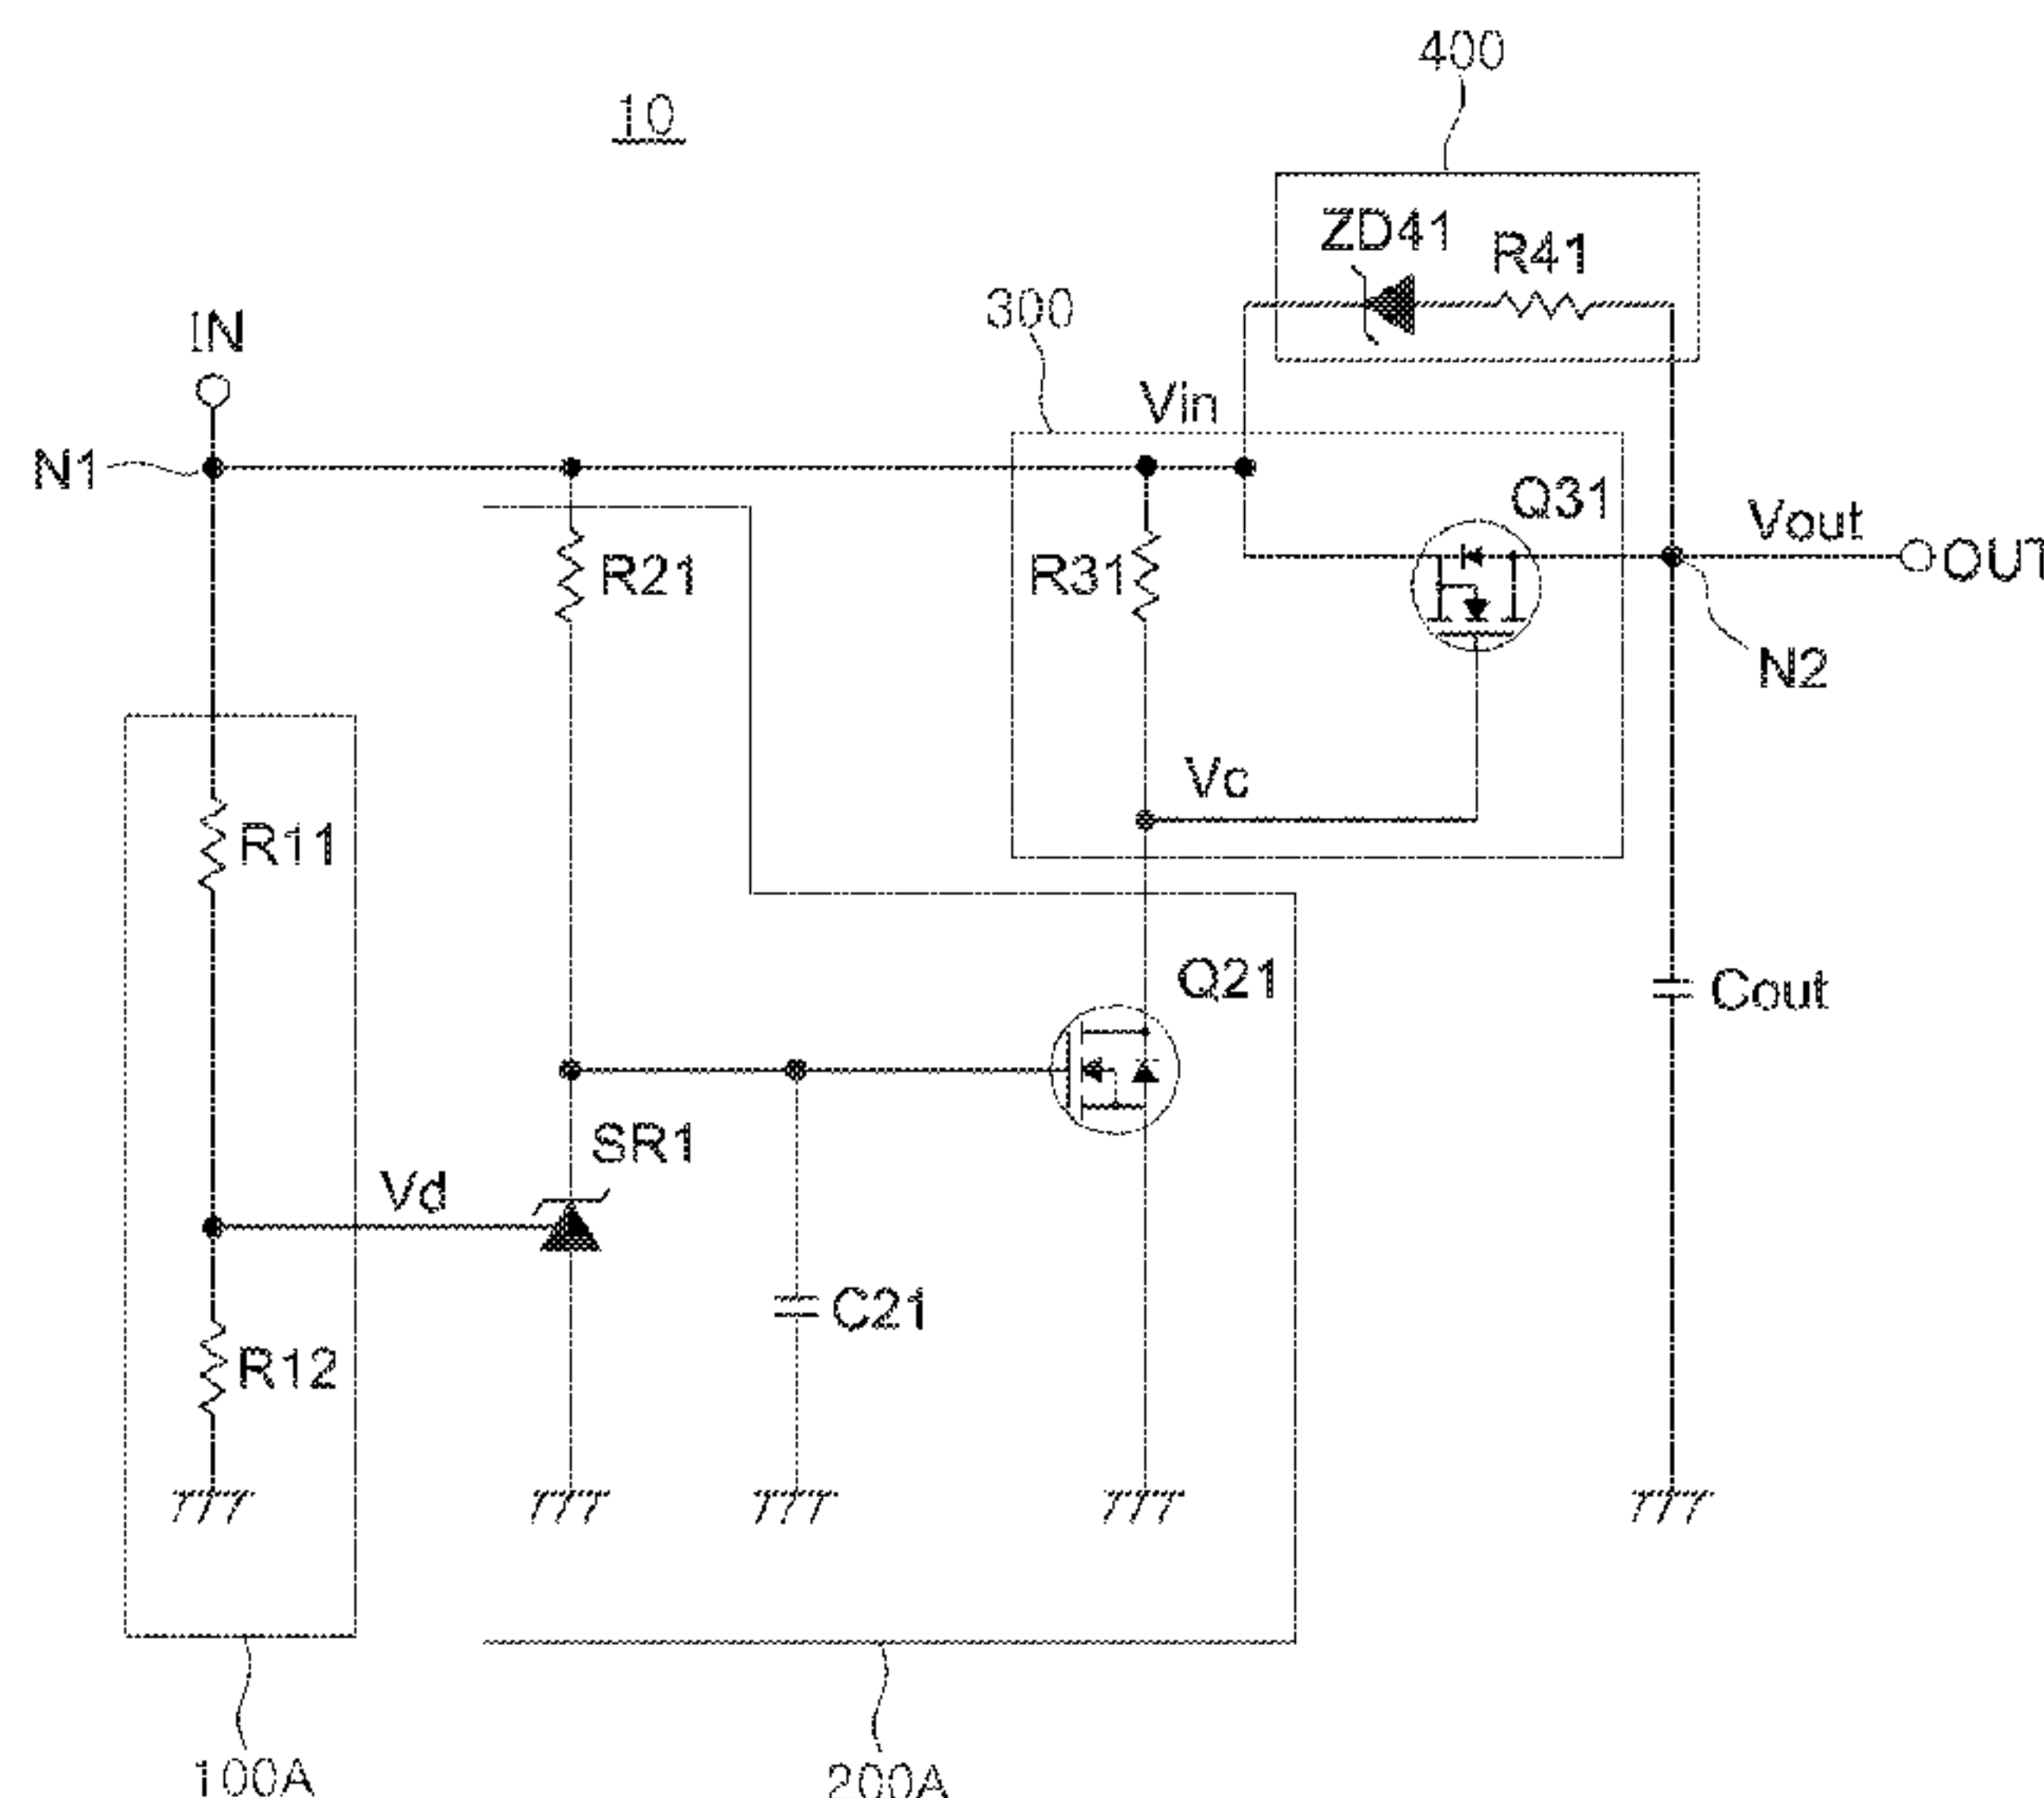 400
10
ZD41
R41
300
IN
Vin
N1
Q31
Vout
OUT
R21
R31
N2
Vc
R11
Q21
Cout
SR1
Vd
C21
R12
100A
200A